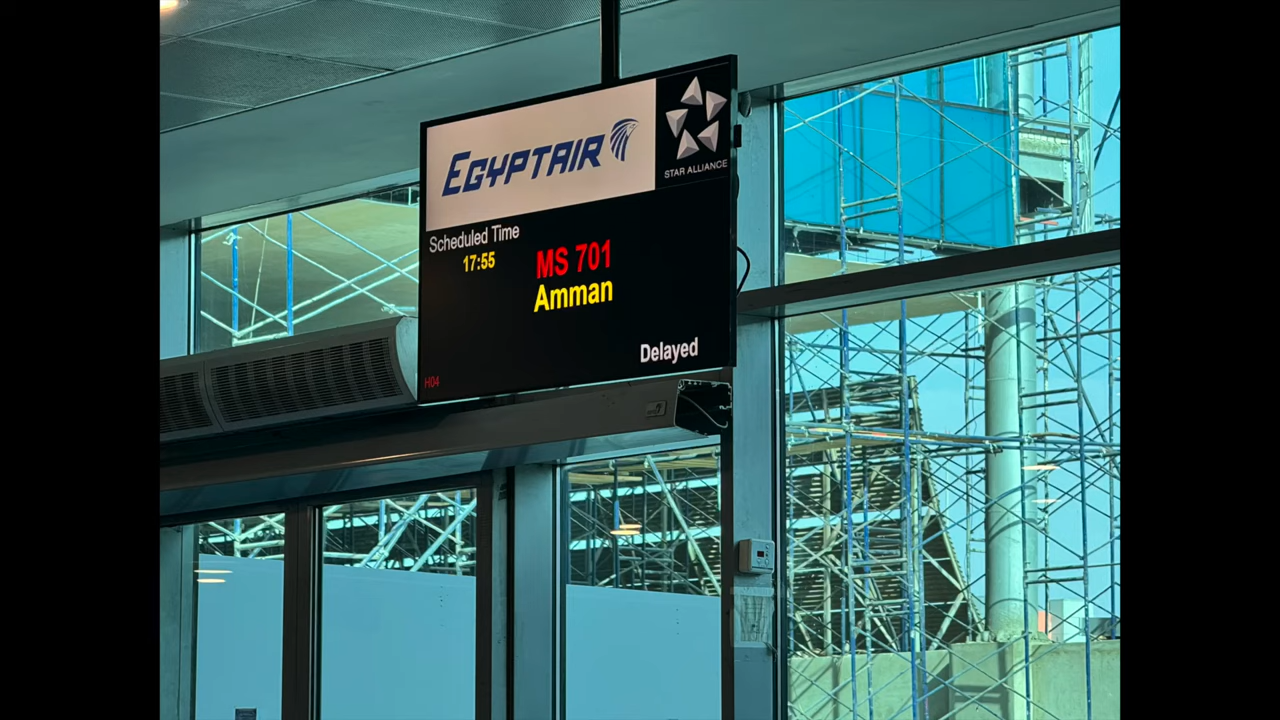 EGYPTAIR
STAR ALLIANCE
Scheduled Time
17:55
MS 701
Amman
Delayed
H04